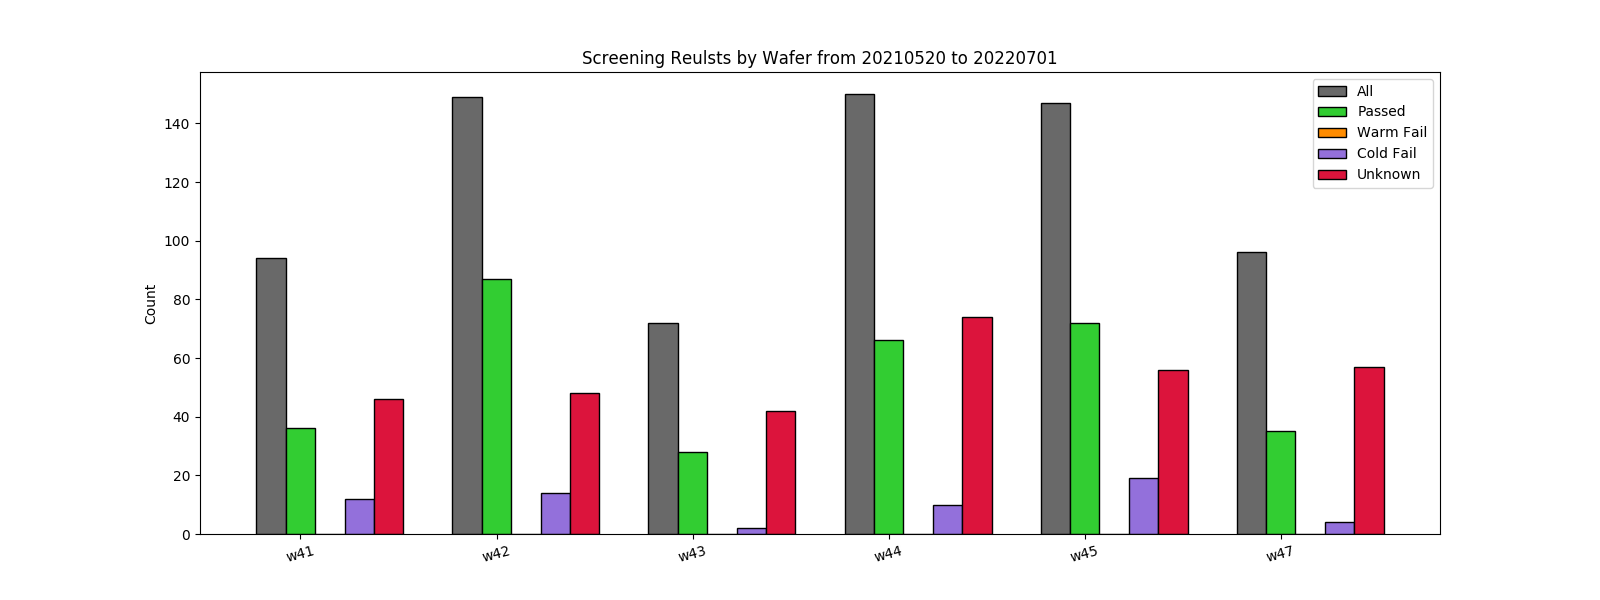 Screening Reulsts by Wafer from 20210520 to 20220701
All
Passed
Warm Fail
Cold Fail
Unknown
Count
140
120
100
80
60
40
20
0
w41
w42
w43
w44
w45
w47